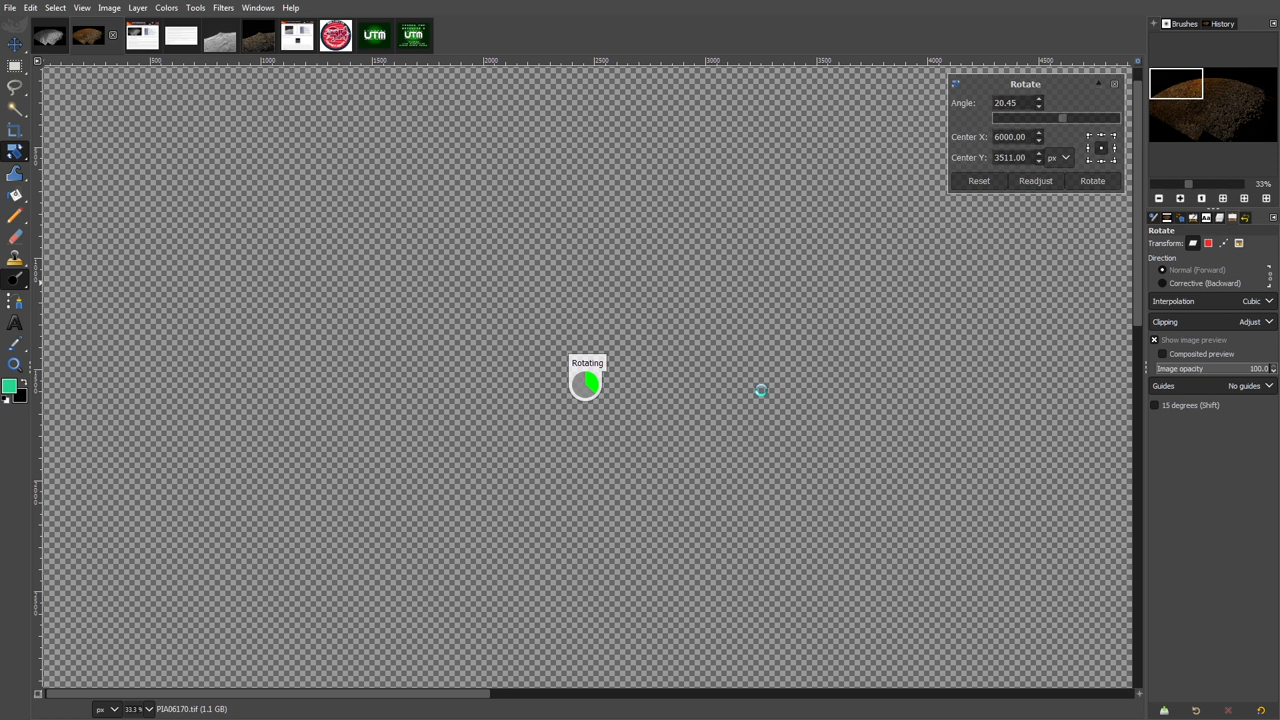 File Edit Select View Image Layer Colors Tools Filters Windows Help
Brushes History
500 1000 1500 2000 2500 3000 3500 4000 4500
UTM
UTM
Rotate
Angle: 20.45
Center X: 6000.00
Center Y: 3511.00 px
Reset Readjust Rotate
Rotating
33%
Rotate
Transform:
Direction
Normal (Forward)
Corrective (Backward)
Interpolation Cubic
Clipping Adjust
Show image preview
Composited preview
Image opacity 100.0
Guides No guides
15 degrees (Shift)
px 33.3 % PIA06170.tif (1.1 GB)